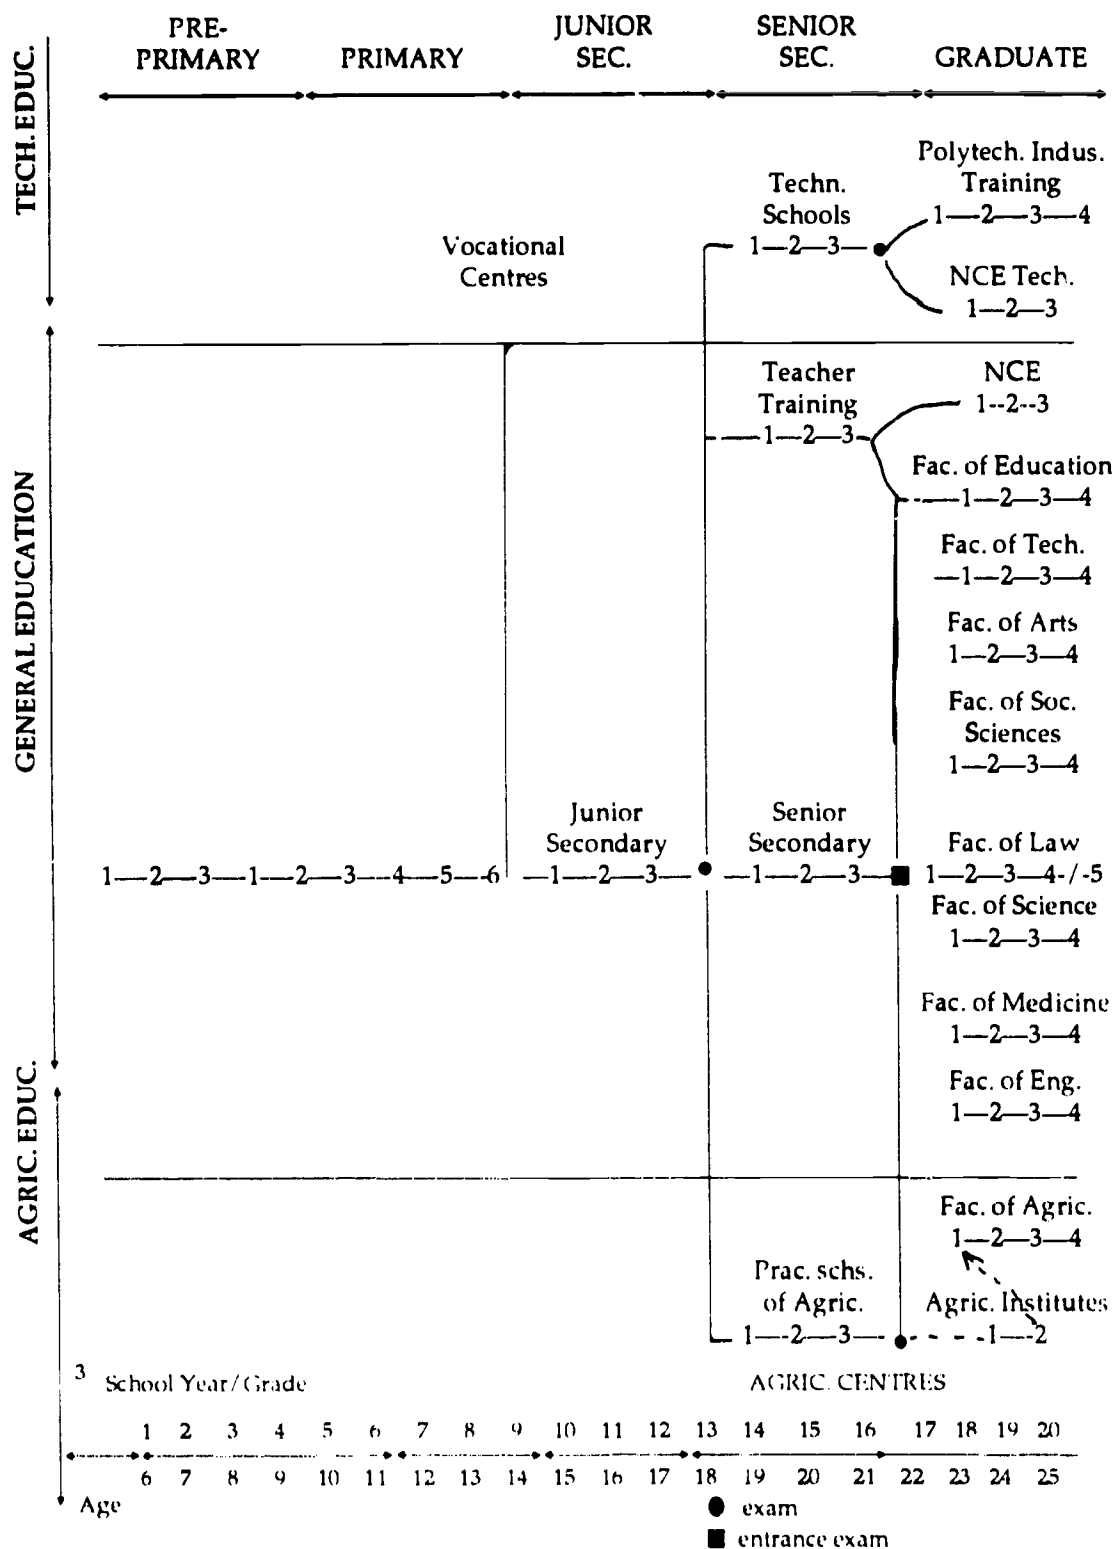 PRE-
PRIMARY
PRIMARY
JUNIOR
SEC.
SENIOR
SEC.
GRADUATE
TECH. EDUC.
Polytech. Indus.
Training
1—2—3—4
Techn.
Schools
1—2—3—
Vocational
Centres
NCE Tech.
1—2—3
GENERAL EDUCATION
Teacher
Training
—1—2—3
NCE
1--2--3
Fac. of Education
—1—2—3—4
Fac. of Tech.
—1—2—3—4
Fac. of Arts
1—2—3—4
Fac. of Soc.
Sciences
1—2—3—4
Junior
Secondary
Senior
Secondary
Fac. of Law
1—2—3—1—2—3—4—5—6 —1—2—3— —1—2—3— 1—2—3—4-/-5
Fac. of Science
1—2—3—4
Fac. of Medicine
1—2—3—4
Fac. of Eng.
1—2—3—4
AGRIC. EDUC.
Fac. of Agric.
1—2—3—4
Prac. schs.
of Agric.
1—2—3—
Agric. Institutes
1—2
3 School Year/Grade
AGRIC. CENTRES
1 2 3 4 5 6 7 8 9 10 11 12 13 14 15 16 17 18 19 20
6 7 8 9 10 11 12 13 14 15 16 17 18 19 20 21 22 23 24 25
Age
● exam
■ entrance exam